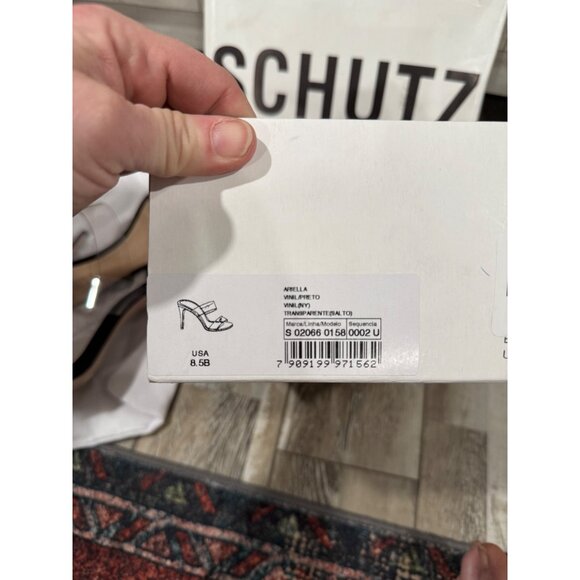 SCHUTZ
ARIELLA
VINIL/PRETO
VINIL(NY)
TRANSPARENTE(SALTO)
Marca/Linha/Modelo Sequencia
S 02066 0158 0002 U
USA
8.5B
7 909199 971562